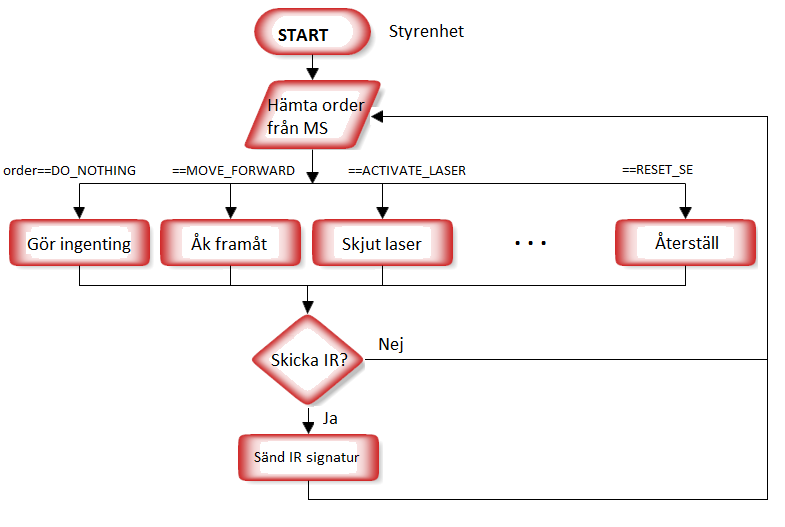 START
Styrenhet
Hämta order
från MS
order==DO_NOTHING
==MOVE_FORWARD
==ACTIVATE_LASER
==RESET_SE
Gör ingenting
Åk framåt
Skjut laser
. . .
Återställ
Skicka IR?
Nej
Ja
Sänd IR signatur